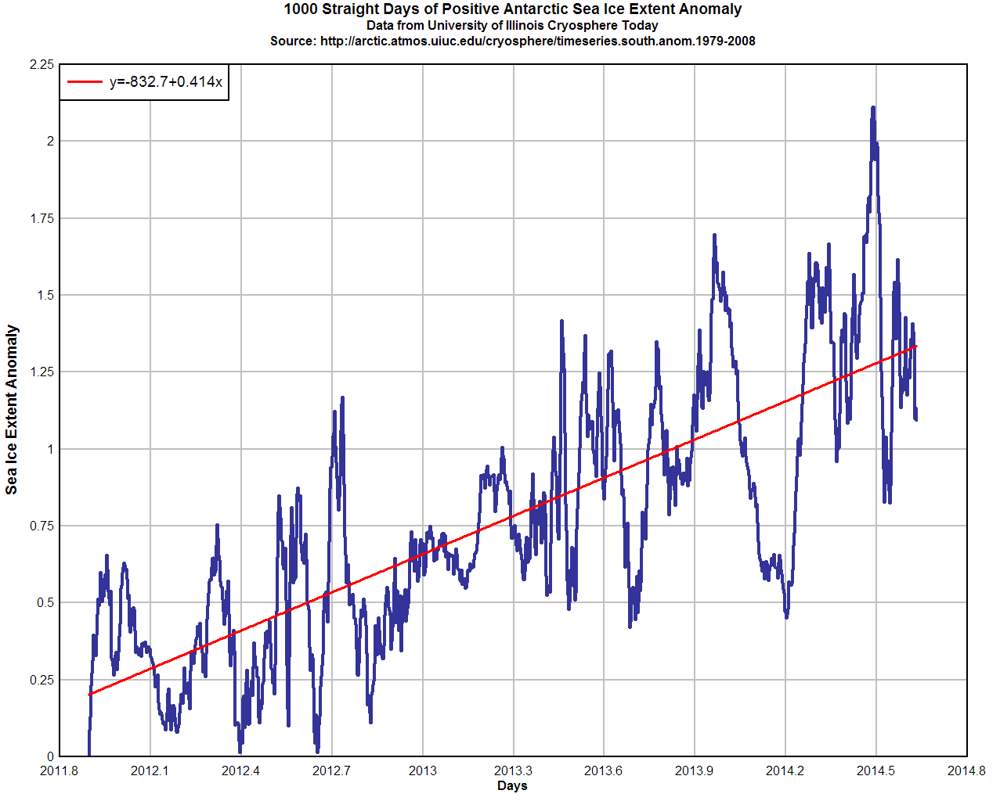 1000 Straight Days of Positive Antarctic Sea Ice Extent Anomaly
Data from University of Illinois Cryosphere Today
Source: http://arctic.atmos.uiuc.edu/cryosphere/timeseries.south.anom.1979-2008
y=-832.7+0.414x
Sea Ice Extent Anomaly
2.25
2
1.75
1.5
1.25
1
0.75
0.5
0.25
0
2011.8 2012.1 2012.4 2012.7 2013 2013.3 2013.6 2013.9 2014.2 2014.5 2014.8
Days